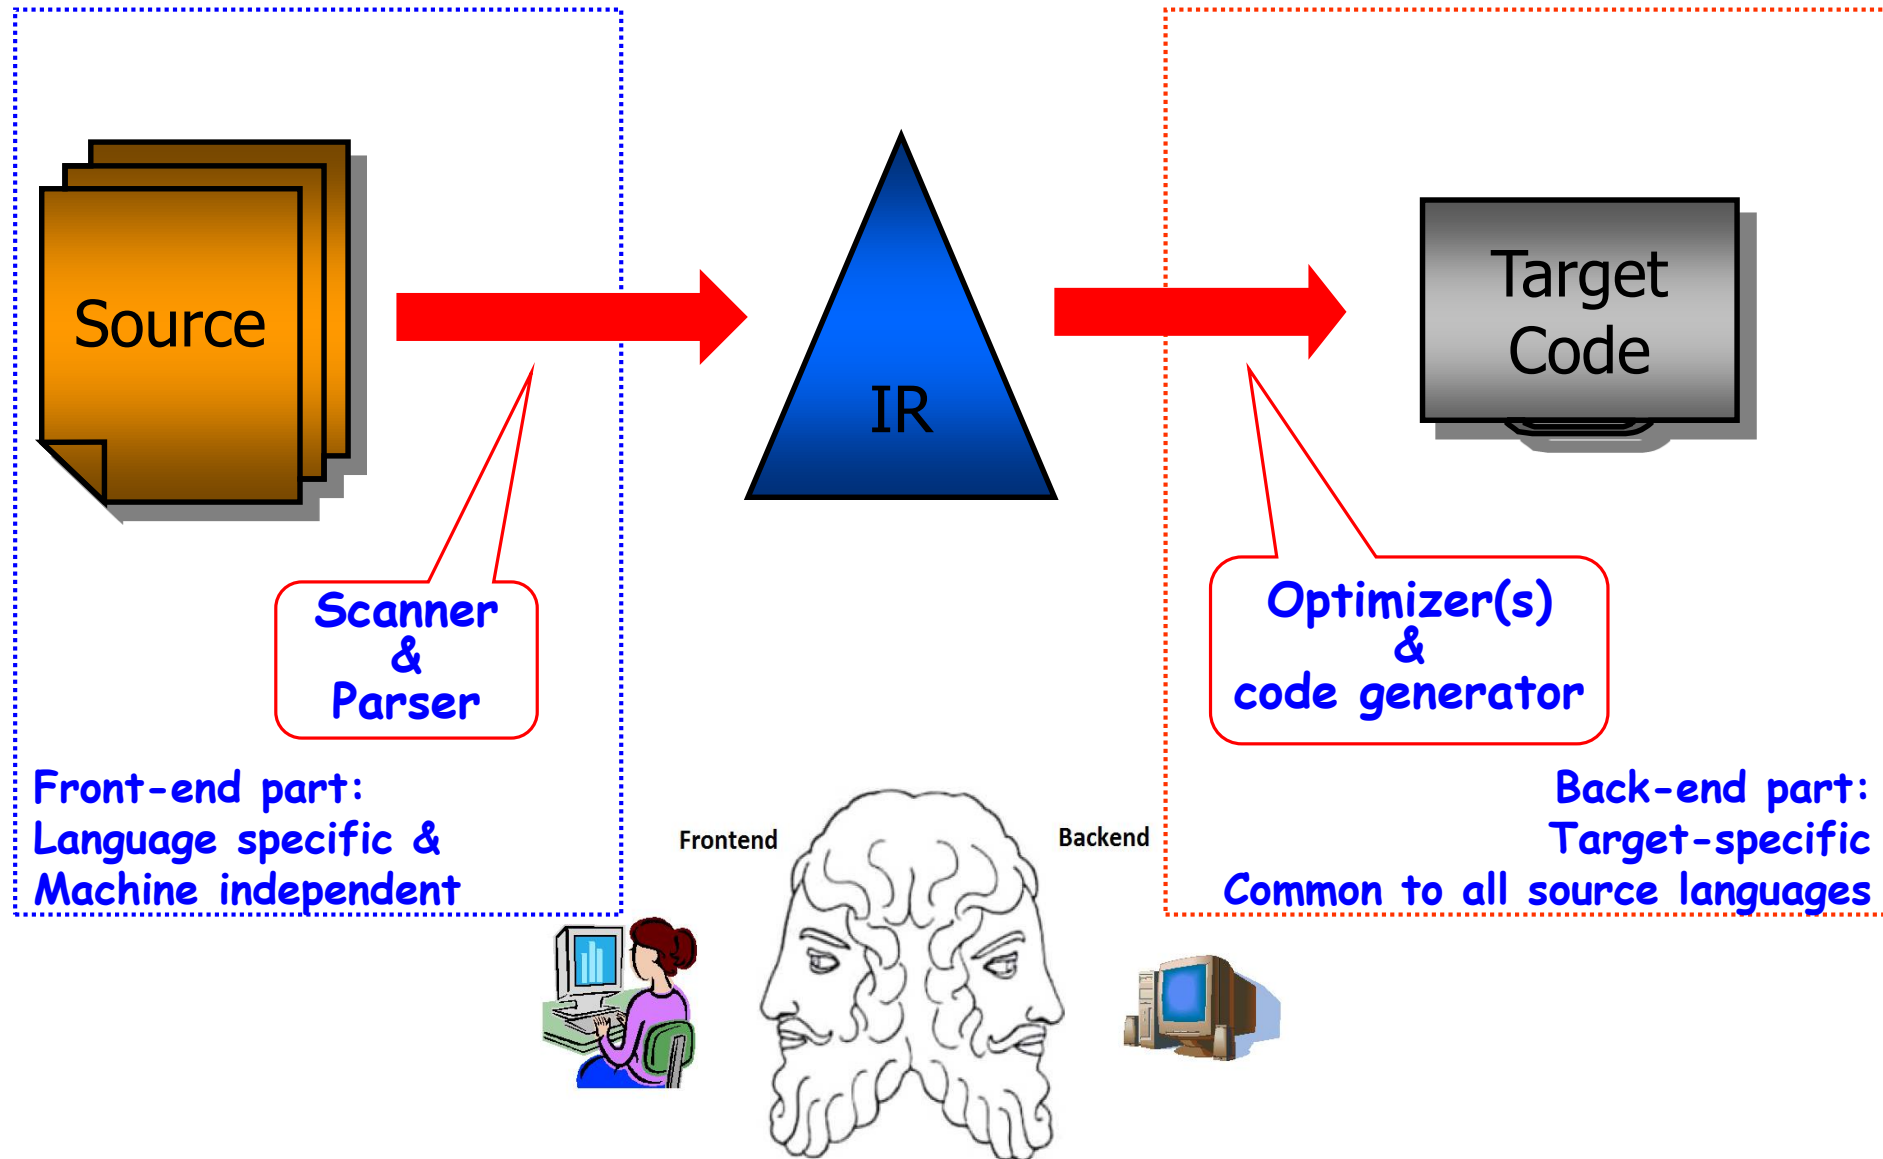 Source
IR
Target
Code
Scanner
&
Parser
Optimizer(s)
&
code generator
Front-end part:
Language specific &
Machine independent
Frontend
Backend
Back-end part:
Target-specific
Common to all source languages